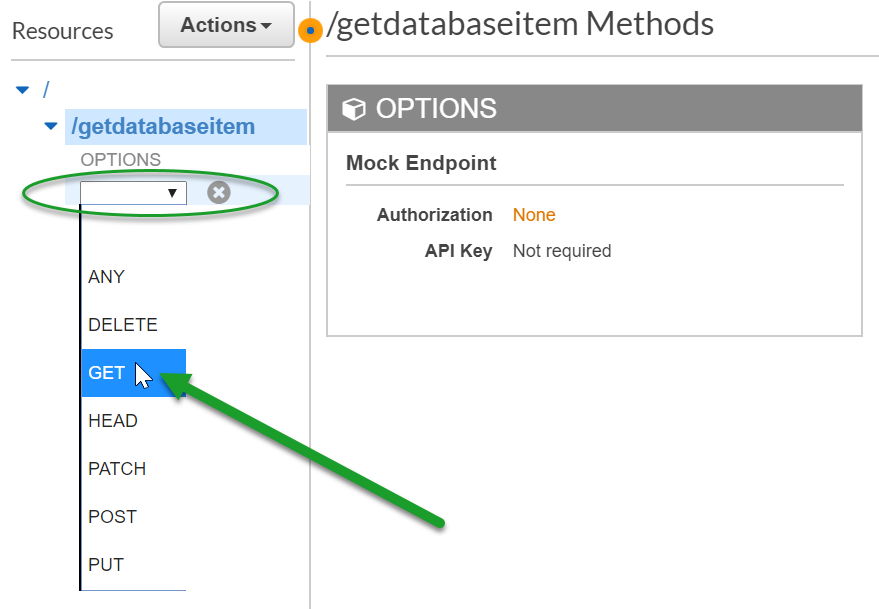 Resources
Actions
/getdatabaseitem Methods
/
/getdatabaseitem
OPTIONS
ANY
DELETE
GET
HEAD
PATCH
POST
PUT
OPTIONS
Mock Endpoint
Authorization None
API Key Not required